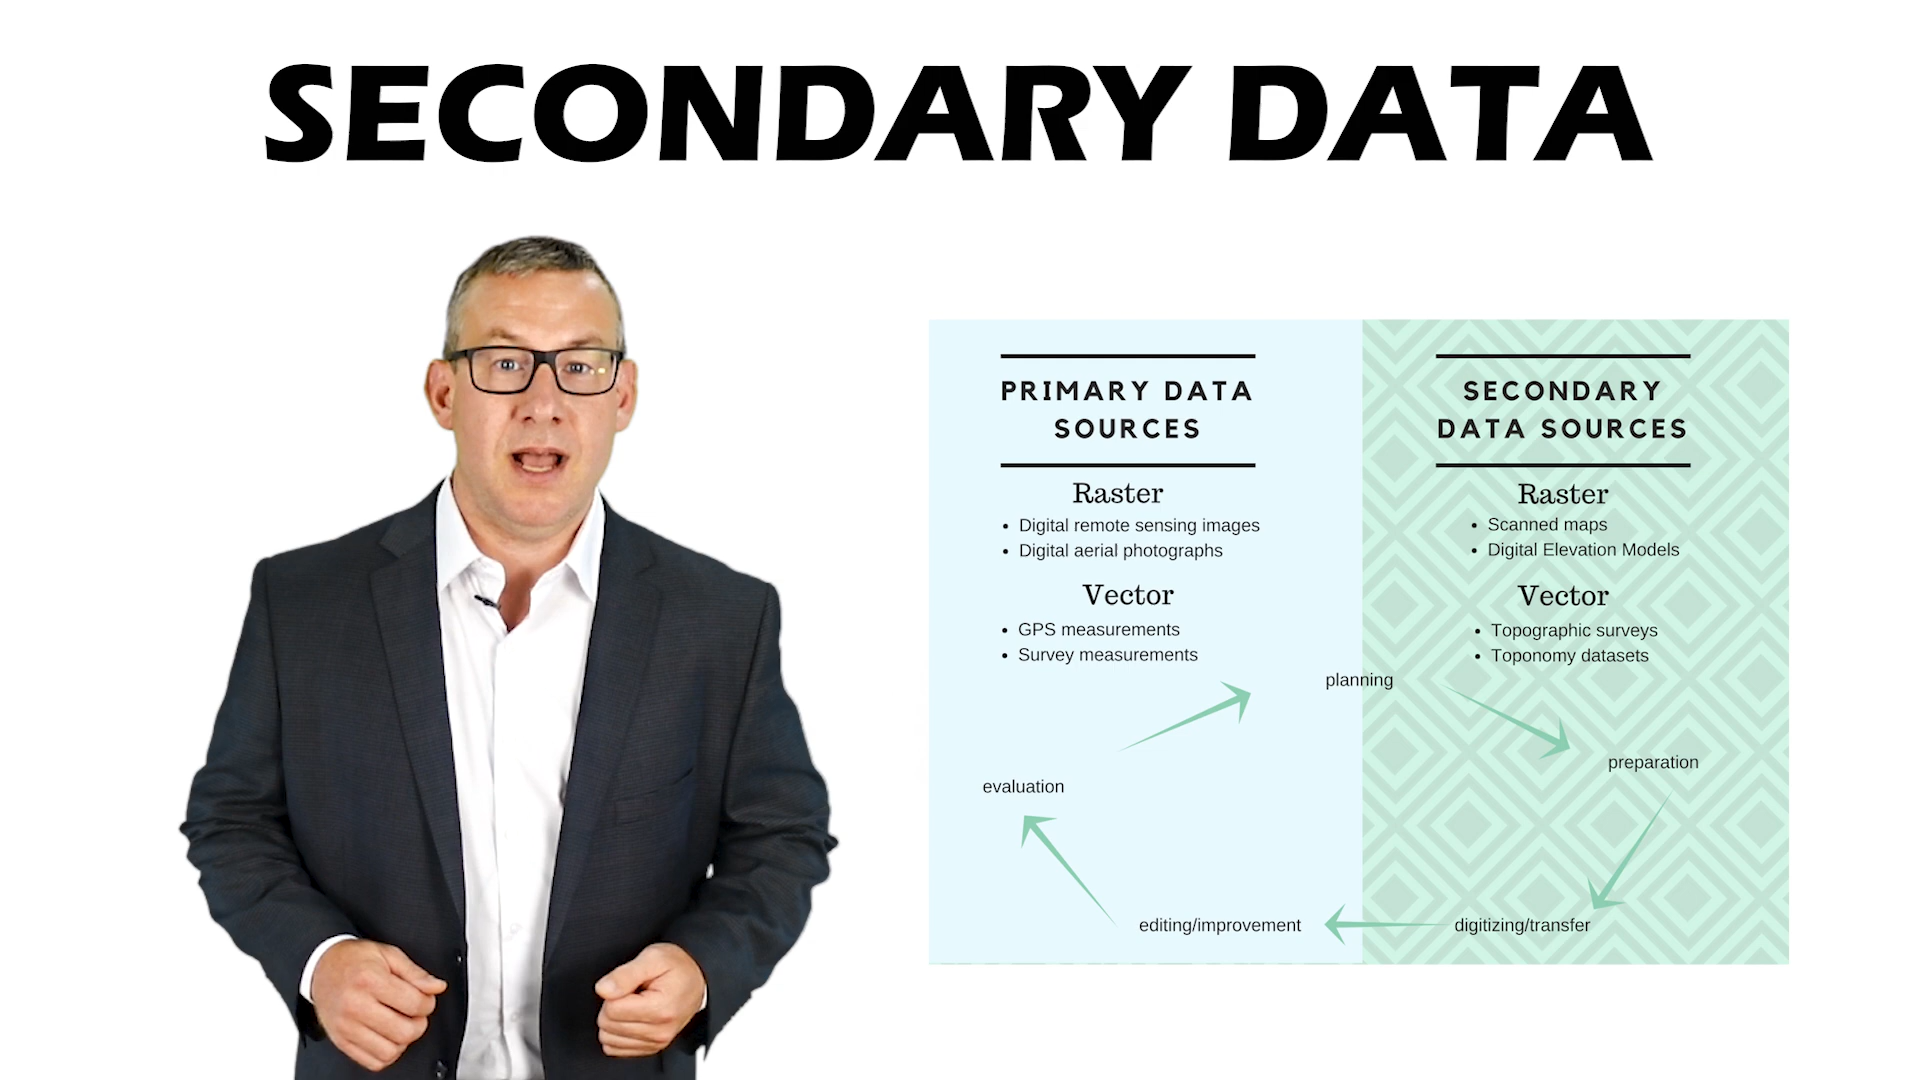 SECONDARY DATA
PRIMARY DATA
SOURCES
Raster
• Digital remote sensing images
• Digital aerial photographs
Vector
• GPS measurements
• Survey measurements
SECONDARY
DATA SOURCES
Raster
• Scanned maps
• Digital Elevation Models
Vector
• Topographic surveys
• Toponomy datasets
planning
preparation
digitizing/transfer
editing/improvement
evaluation